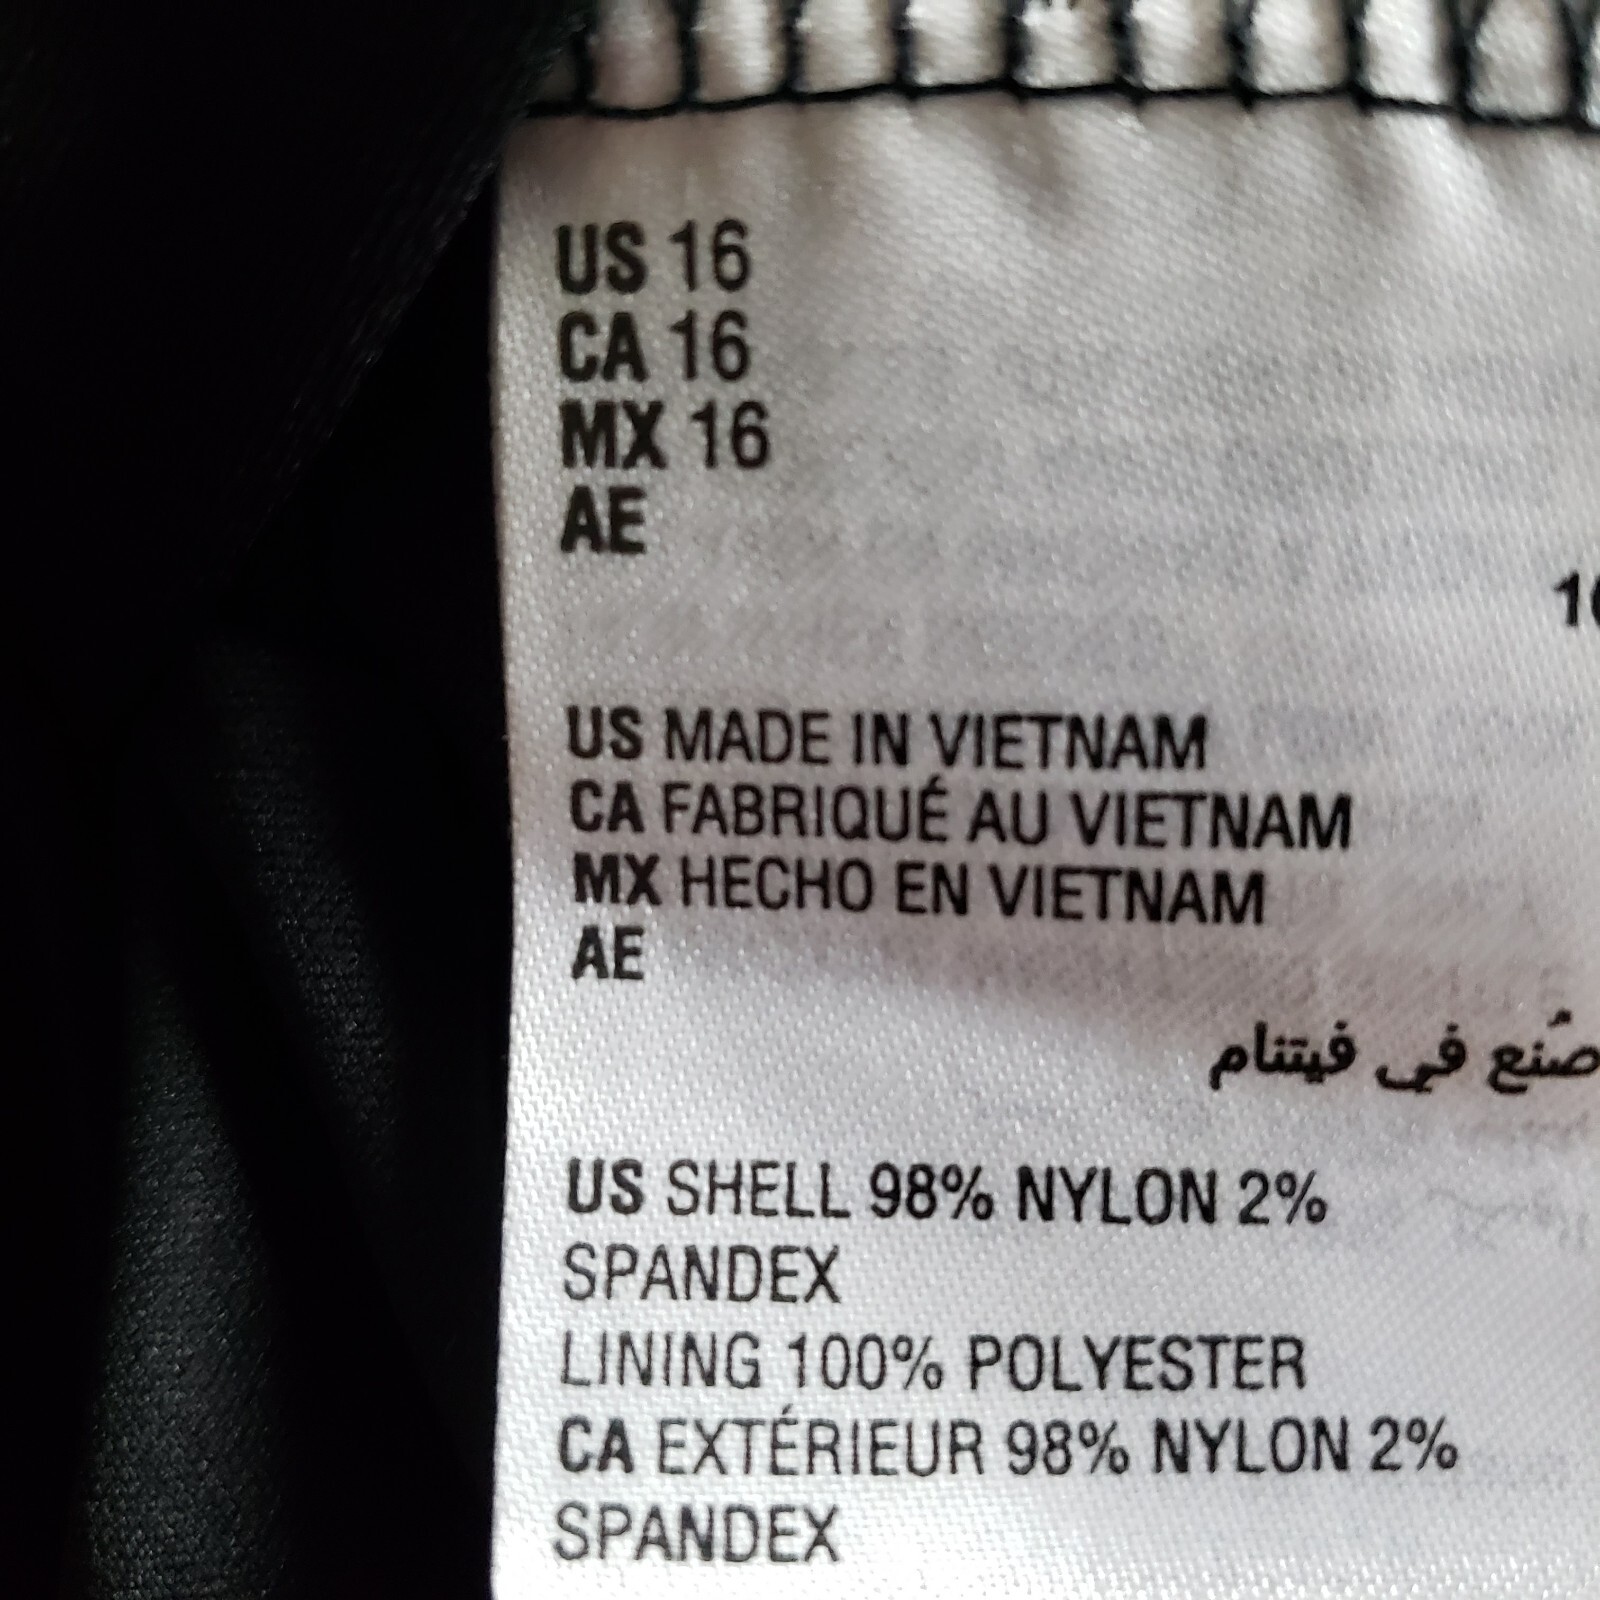 US 16
CA 16
MX 16
AE
US MADE IN VIETNAM
CA FABRIQUÉ AU VIETNAM
MX HECHO EN VIETNAM
AE
صُنع في فيتنام
US SHELL 98% NYLON 2%
SPANDEX
LINING 100% POLYESTER
CA EXTÉRIEUR 98% NYLON 2%
SPANDEX